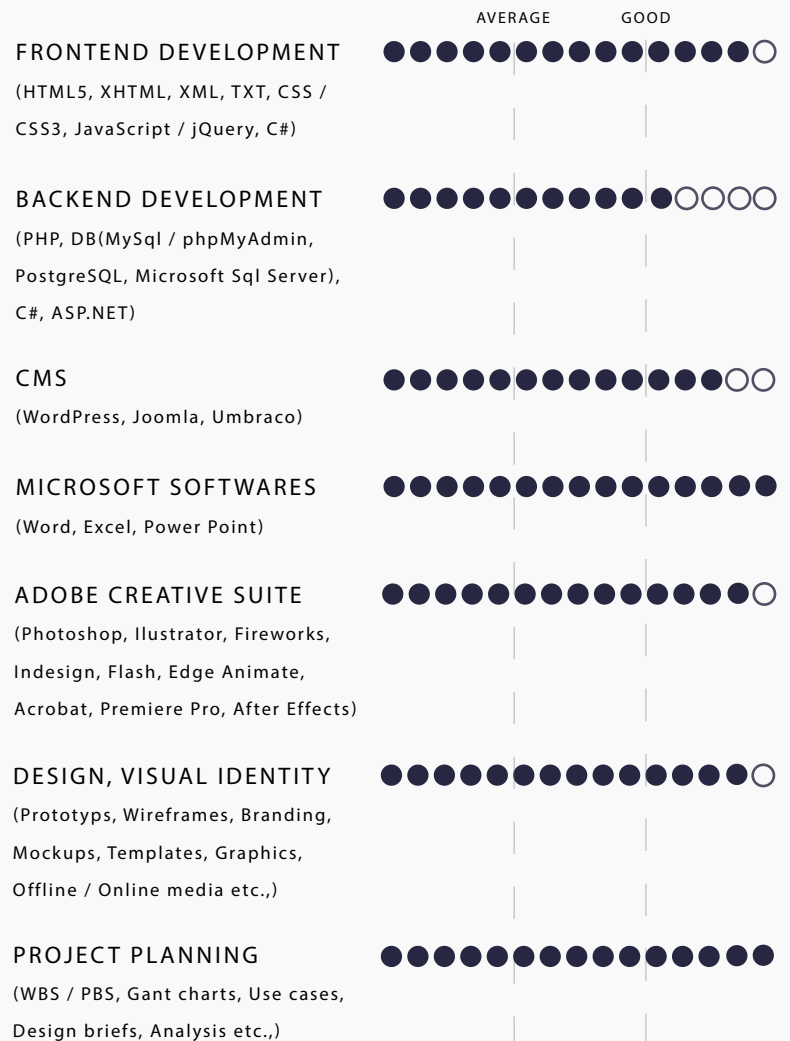 AVERAGE GOOD
FRONTEND DEVELOPMENT
(HTML5, XHTML, XML, TXT, CSS /
CSS3, JavaScript / jQuery, C#)
BACKEND DEVELOPMENT
(PHP, DB(MySql / phpMyAdmin,
PostgreSQL, Microsoft Sql Server),
C#, ASP.NET)
CMS
(WordPress, Joomla, Umbraco)
MICROSOFT SOFTWARES
(Word, Excel, Power Point)
ADOBE CREATIVE SUITE
(Photoshop, Ilustrator, Fireworks,
Indesign, Flash, Edge Animate,
Acrobat, Premiere Pro, After Effects)
DESIGN, VISUAL IDENTITY
(Prototyps, Wireframes, Branding,
Mockups, Templates, Graphics,
Offline / Online media etc.,)
PROJECT PLANNING
(WBS / PBS, Gant charts, Use cases,
Design briefs, Analysis etc.,)